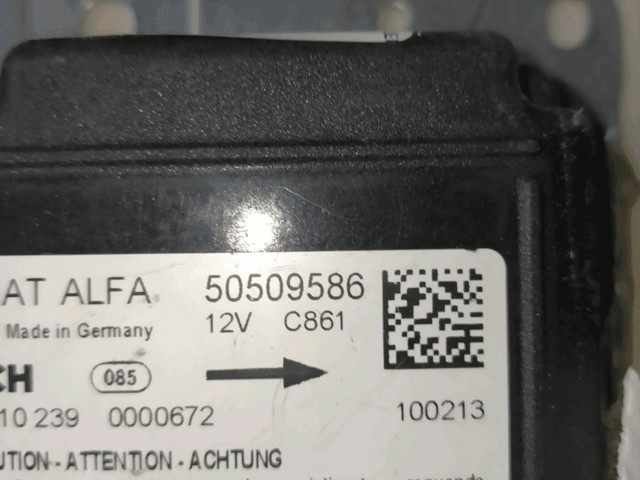 AT ALFA 50509586
Made in Germany 12V C861
CH 085
10 239 0000672 100213
UTION - ATTENTION - ACHTUNG